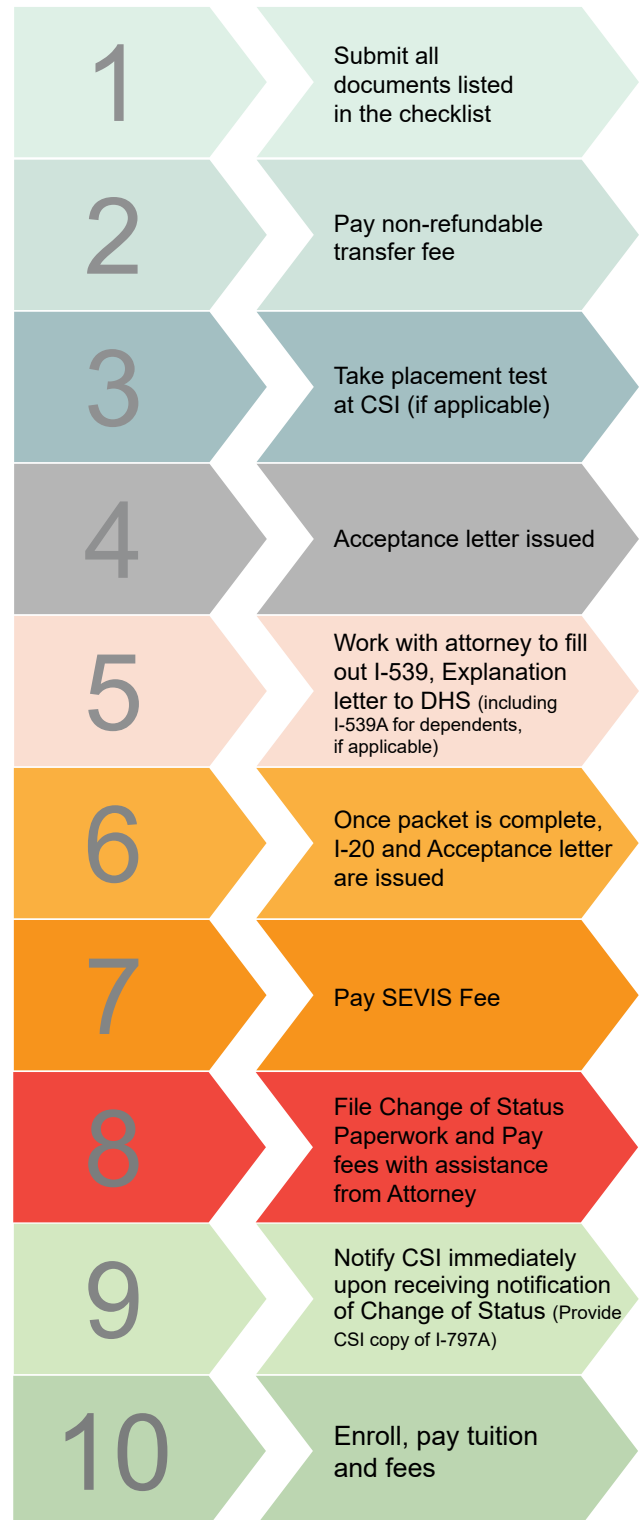 1
Submit all
documents listed
in the checklist
2
Pay non-refundable
transfer fee
3
Take placement test
at CSI (if applicable)
4
Acceptance letter issued
5
Work with attorney to fill
out I-539, Explanation
letter to DHS (including
I-539A for dependents,
if applicable)
6
Once packet is complete,
I-20 and Acceptance letter
are issued
7
Pay SEVIS Fee
8
File Change of Status
Paperwork and Pay
fees with assistance
from Attorney
9
Notify CSI immediately
upon receiving notification
of Change of Status (Provide
CSI copy of I-797A)
10
Enroll, pay tuition
and fees